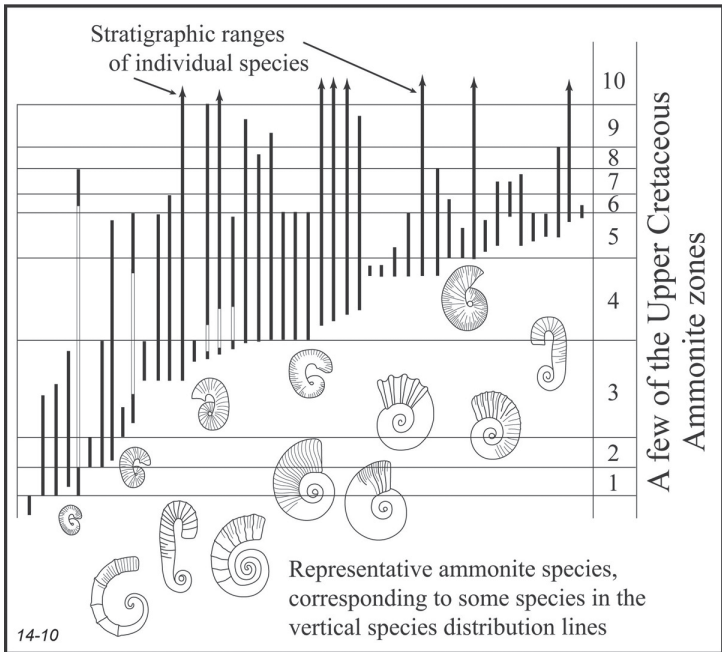 Stratigraphic ranges
of individual species
10
9
8
7
6
5
4
3
2
1
A few of the Upper Cretaceous
Ammonite zones
Representative ammonite species,
corresponding to some species in the
vertical species distribution lines
14-10